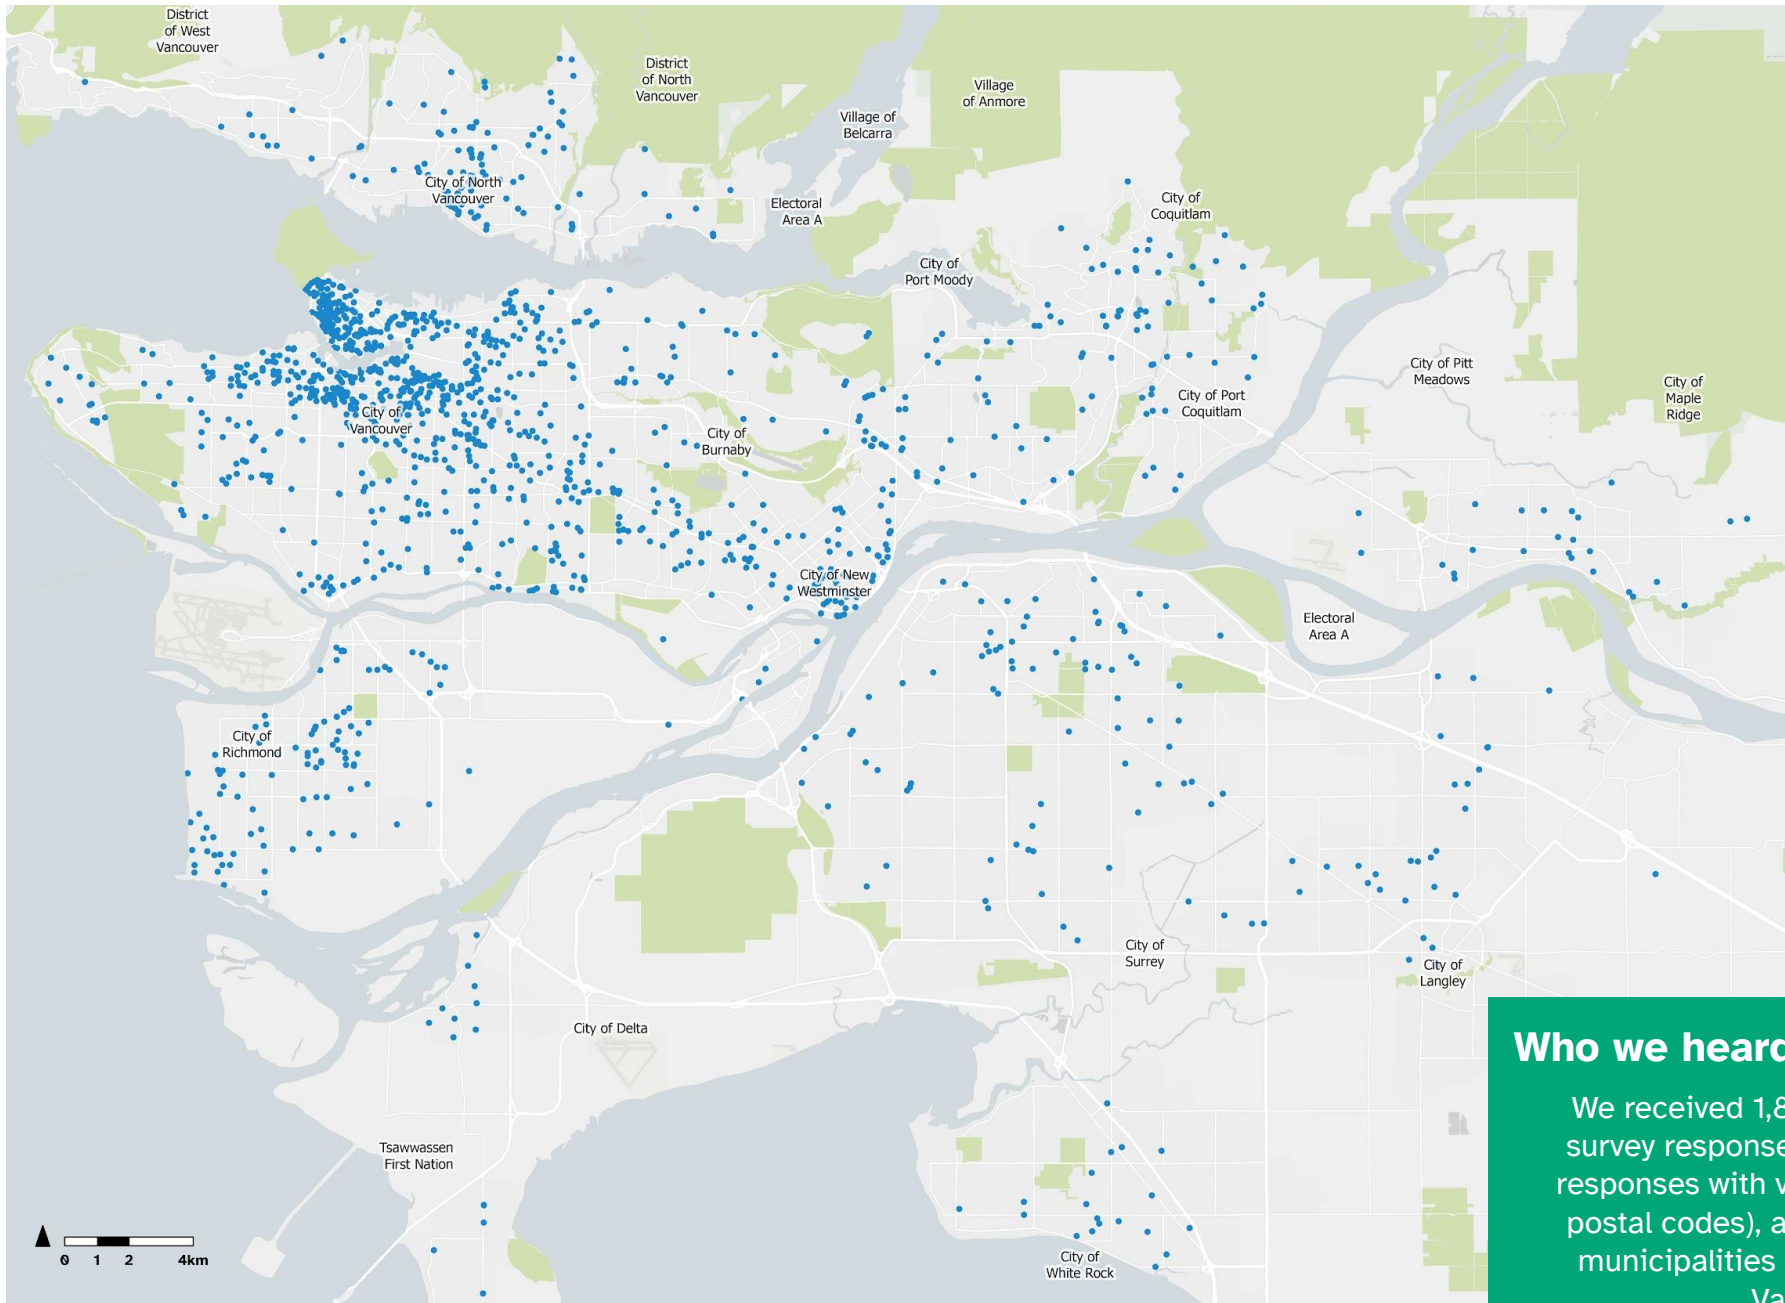 District
of West
Vancouver
District
of North
Vancouver
Village
of Anmore
Village of
Belcarra
City of North
Vancouver
Electoral
Area A
City of
Coquitlam
City of
Port Moody
City of Pitt
Meadows
City of
Maple
Ridge
City of Port
Coquitlam
City of
Vancouver
City of
Burnaby
City of New
Westminster
Electoral
Area A
City of
Richmond
City of
Surrey
City of
Langley
City of Delta
Tsawwassen
First Nation
City of
White Rock
0 1 2 4km
Who we heard
We received 1,8
survey response
responses with v
postal codes), a
municipalities
Va